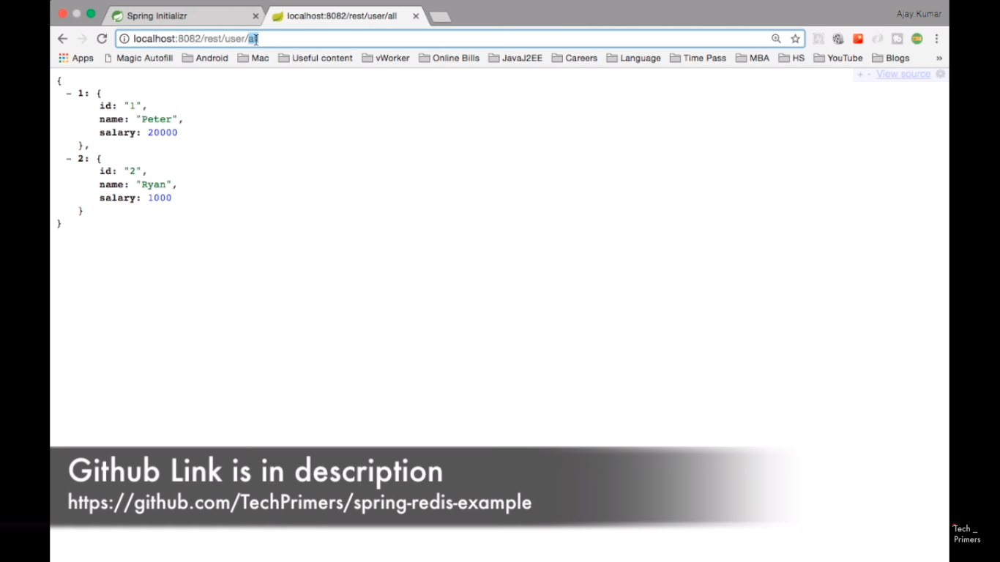 Spring Initializr
localhost:8082/rest/user/all
Ajay Kumar
localhost:8082/rest/user/all
Apps Magic Autofill Android Mac Useful content vWorker Online Bills JavaJ2EE Careers Language Time Pass MBA HS YouTube Blogs »
+ - View source
{
- 1: {
id: "1",
name: "Peter",
salary: 20000
},
- 2: {
id: "2",
name: "Ryan",
salary: 1000
}
}
Github Link is in description
https://github.com/TechPrimers/spring-redis-example
Tech _
Primers